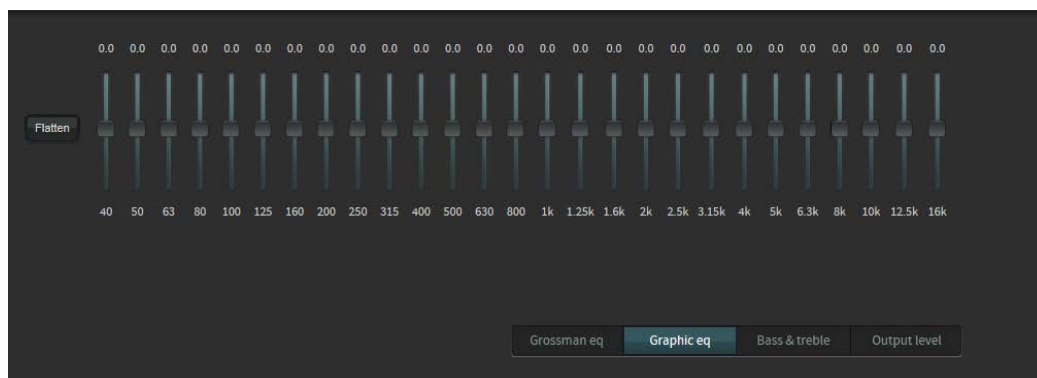 0.0 0.0 0.0 0.0 0.0 0.0 0.0 0.0 0.0 0.0 0.0 0.0 0.0 0.0 0.0 0.0 0.0 0.0 0.0 0.0 0.0 0.0 0.0 0.0 0.0 0.0 0.0
Flatten
40 50 63 80 100 125 160 200 250 315 400 500 630 800 1k 1.25k 1.6k 2k 2.5k 3.15k 4k 5k 6.3k 8k 10k 12.5k 16k
Grossman eq Graphic eq Bass & treble Output level